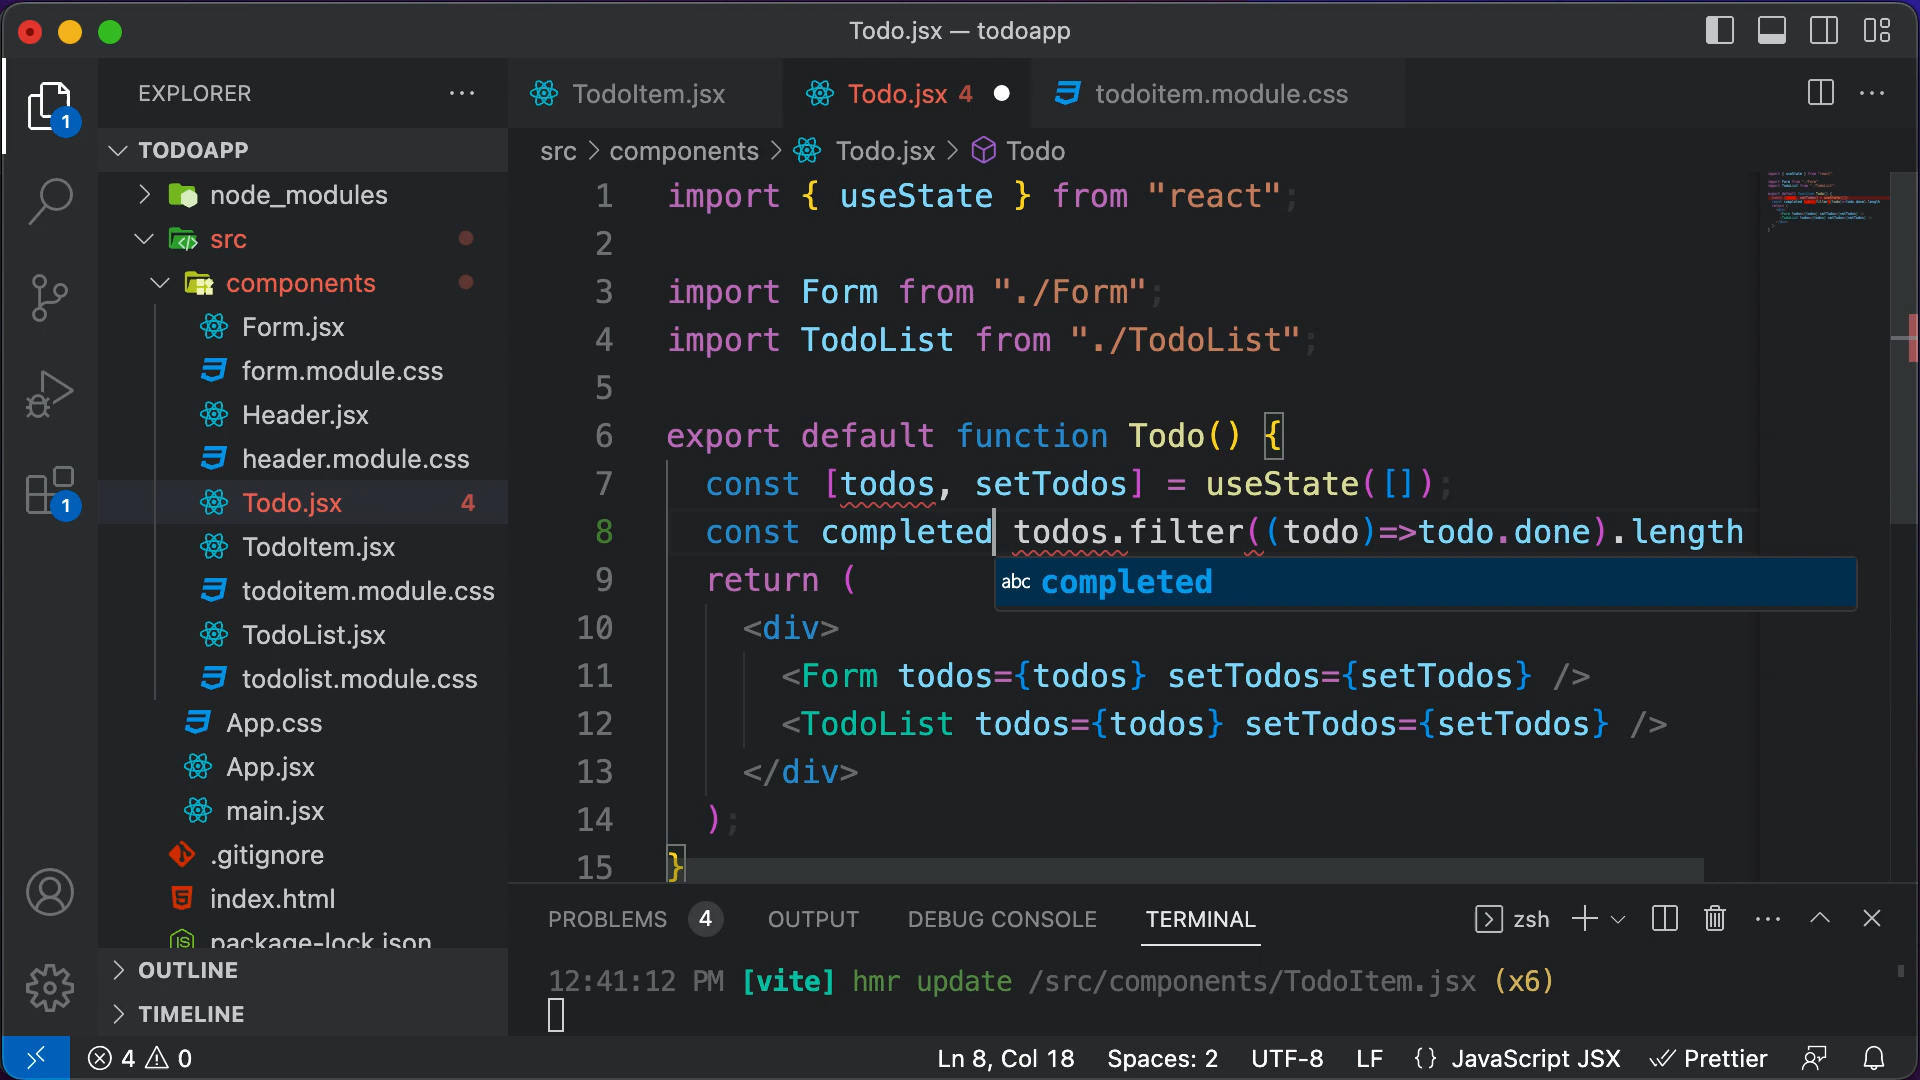 Todo.jsx — todoapp
EXPLORER
TodoItem.jsx
Todo.jsx 4
todoitem.module.css
1
TODOAPP
src > components > Todo.jsx > Todo
node_modules
src
components
Form.jsx
form.module.css
Header.jsx
header.module.css
Todo.jsx 4
TodoItem.jsx
todoitem.module.css
TodoList.jsx
todolist.module.css
App.css
App.jsx
main.jsx
.gitignore
index.html
package-lock.json
OUTLINE
TIMELINE
1
1 import { useState } from "react";
2
3 import Form from "./Form";
4 import TodoList from "./TodoList";
5
6 export default function Todo() {
7 const [todos, setTodos] = useState([]);
8 const completed todos.filter((todo)=>todo.done).length
abc completed
9 return (
10 <div>
11 <Form todos={todos} setTodos={setTodos} />
12 <TodoList todos={todos} setTodos={setTodos} />
13 </div>
14 );
15 }
PROBLEMS 4 OUTPUT DEBUG CONSOLE TERMINAL zsh
12:41:12 PM [vite] hmr update /src/components/TodoItem.jsx (x6)
4 0 Ln 8, Col 18 Spaces: 2 UTF-8 LF {} JavaScript JSX Prettier